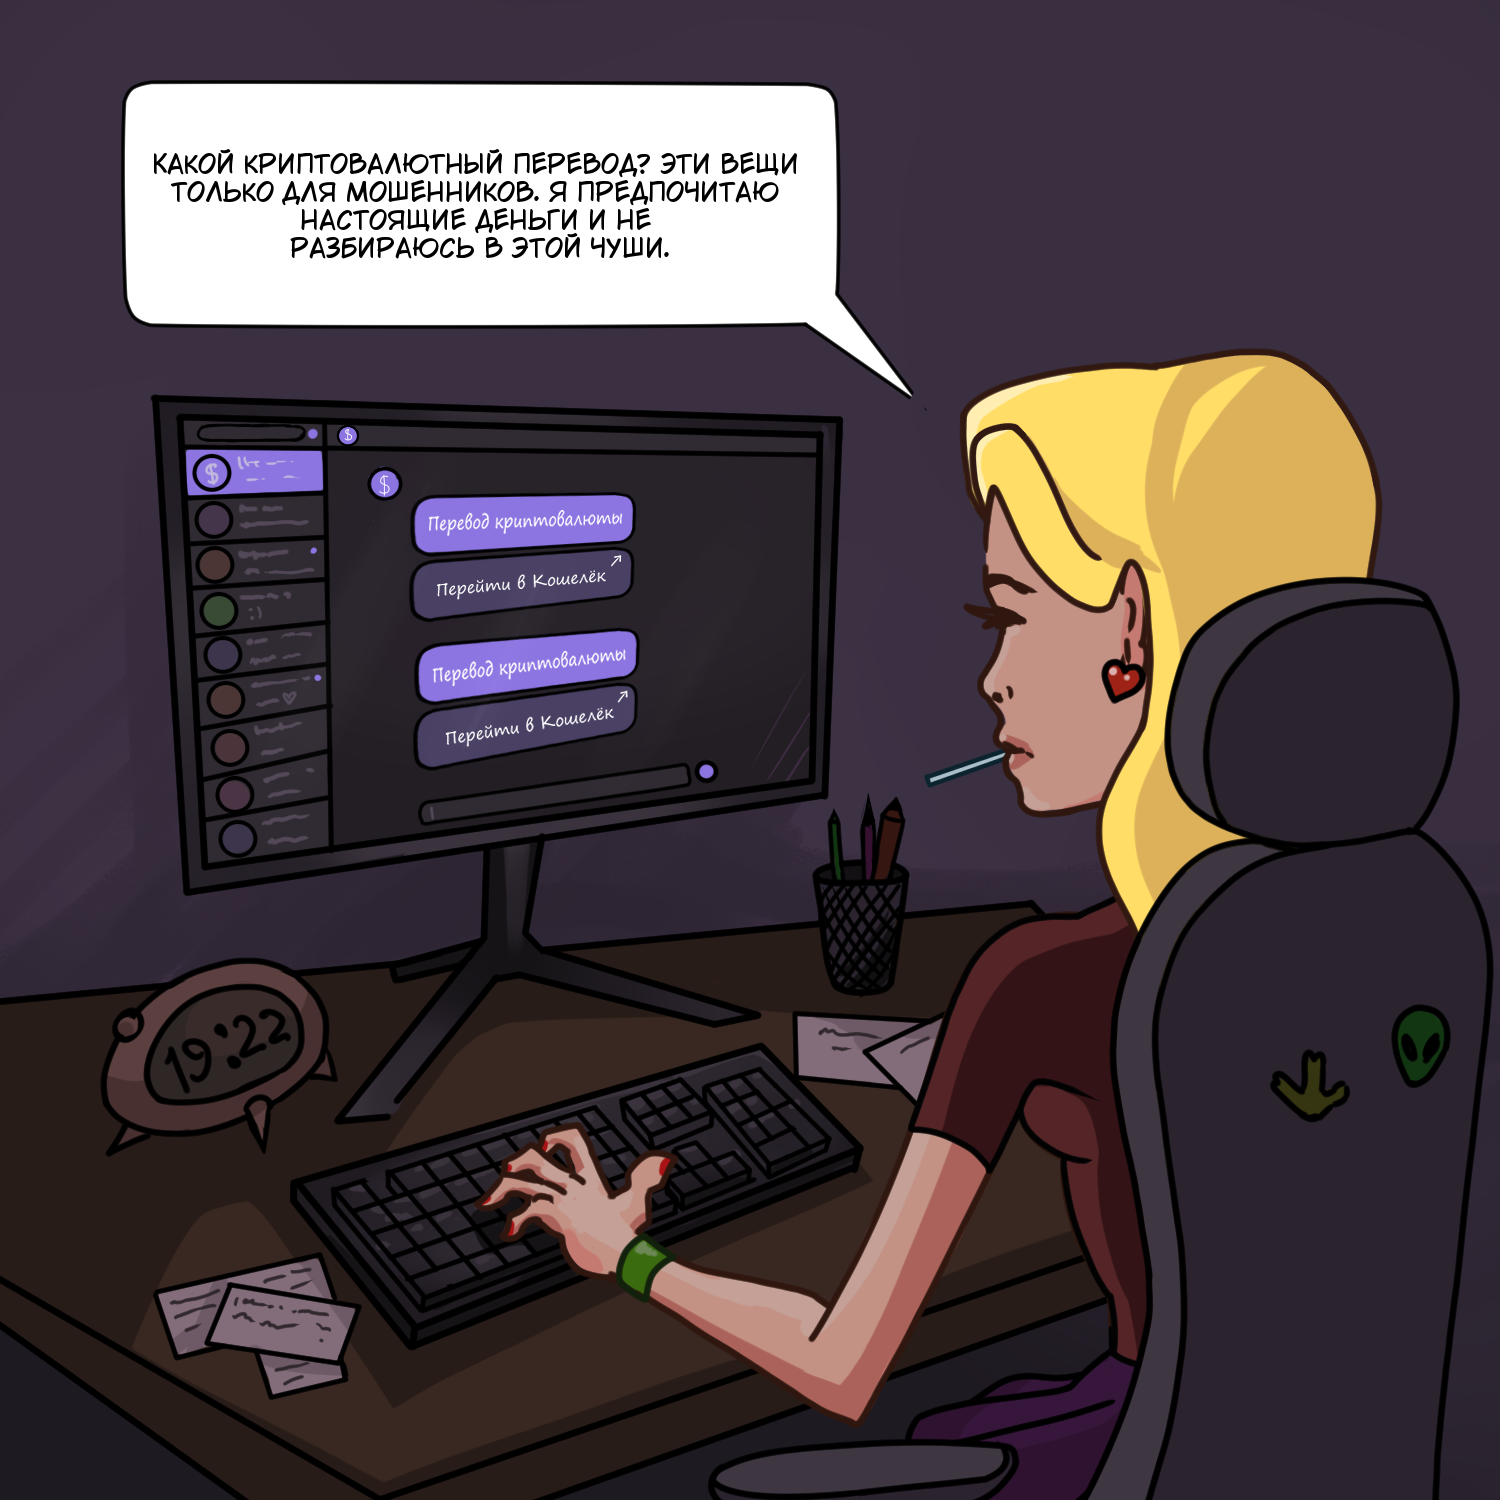 КАКОЙ КРИПТОВАЛЮТНЫЙ ПЕРЕВОД? ЭТИ ВЕЩИ
ТОЛЬКО ДЛЯ МОШЕННИКОВ. Я ПРЕДПОЧИТАЮ
НАСТОЯЩИЕ ДЕНЬГИ И НЕ
РАЗБИРАЮСЬ В ЭТОЙ ЧУШИ.
$
$
$
Перевод криптовалюты
Перейти в Кошелёк
:)
Перевод криптовалюты
Перейти в Кошелёк
19:22